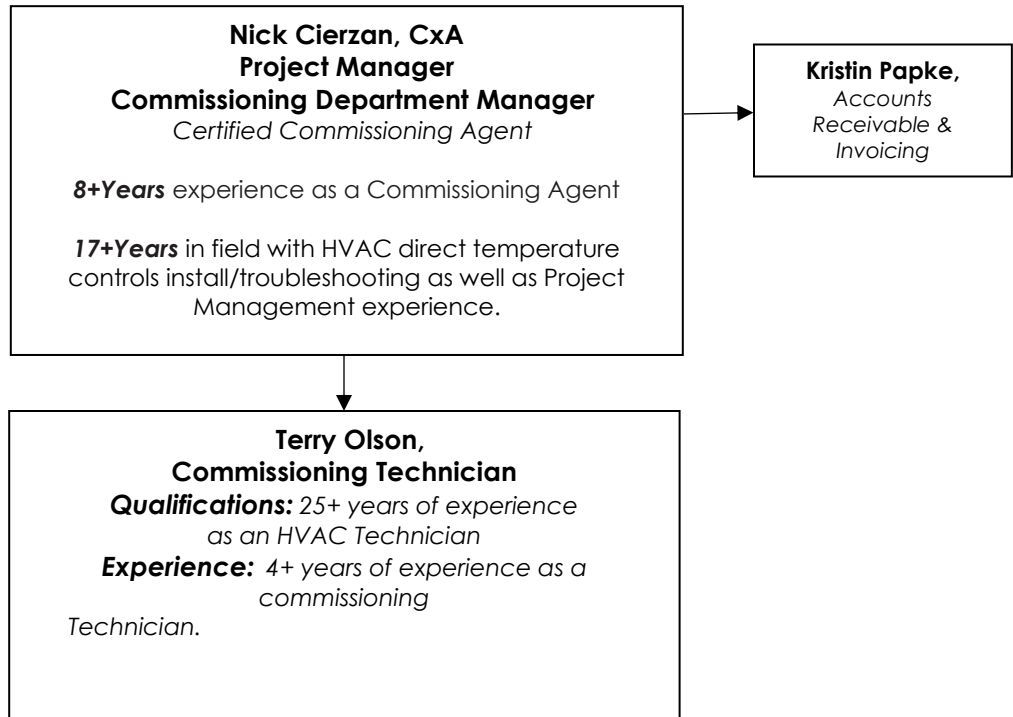 Nick Cierzan, CxA
Project Manager
Commissioning Department Manager
Certified Commissioning Agent
8+Years experience as a Commissioning Agent
17+Years in field with HVAC direct temperature
controls install/troubleshooting as well as Project
Management experience.
Kristin Papke,
Accounts
Receivable &
Invoicing
Terry Olson,
Commissioning Technician
Qualifications: 25+ years of experience
as an HVAC Technician
Experience: 4+ years of experience as a
commissioning
Technician.